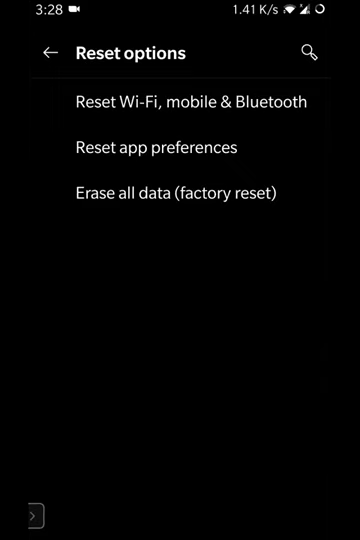 3:28 1.41 K/s
Reset options
Reset Wi-Fi, mobile & Bluetooth
Reset app preferences
Erase all data (factory reset)